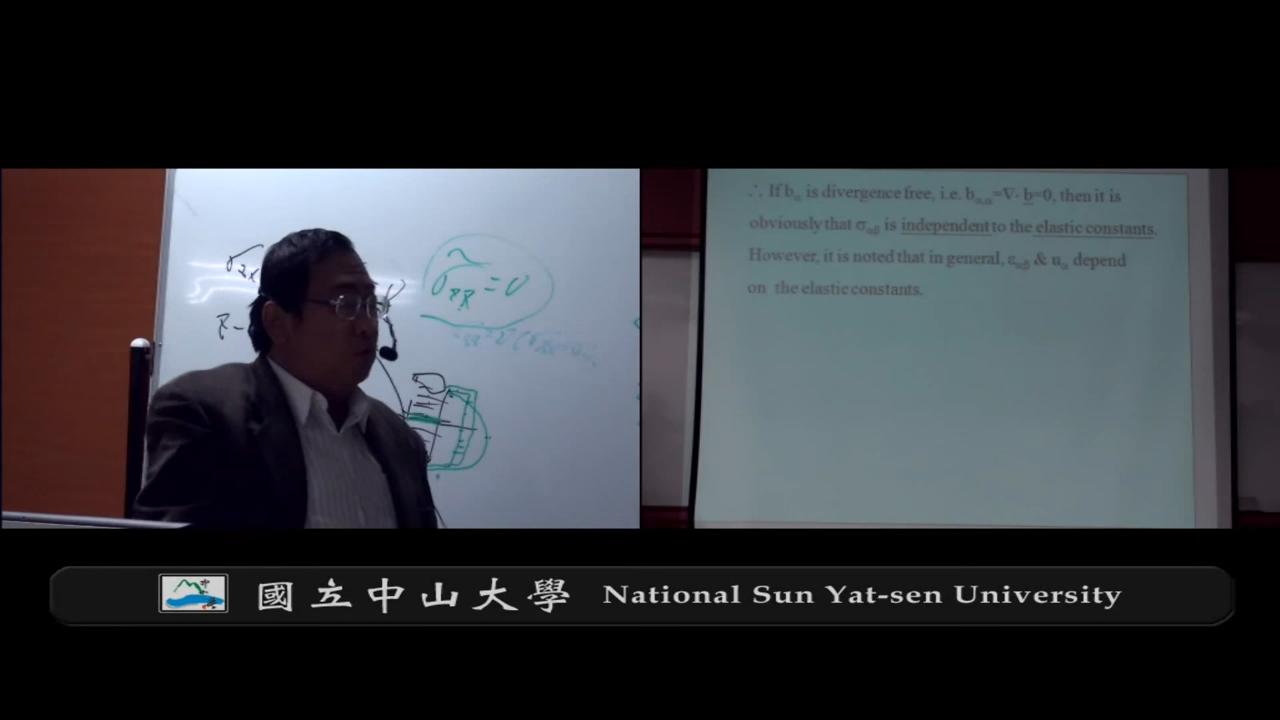 ∴ If bα is divergence free, i.e. bα,α=∇· b=0, then it is
obviously that σαβ is independent to the elastic constants.
However, it is noted that in general, εαβ & uα depend
on the elastic constants.
國立中山大學 National Sun Yat-sen University